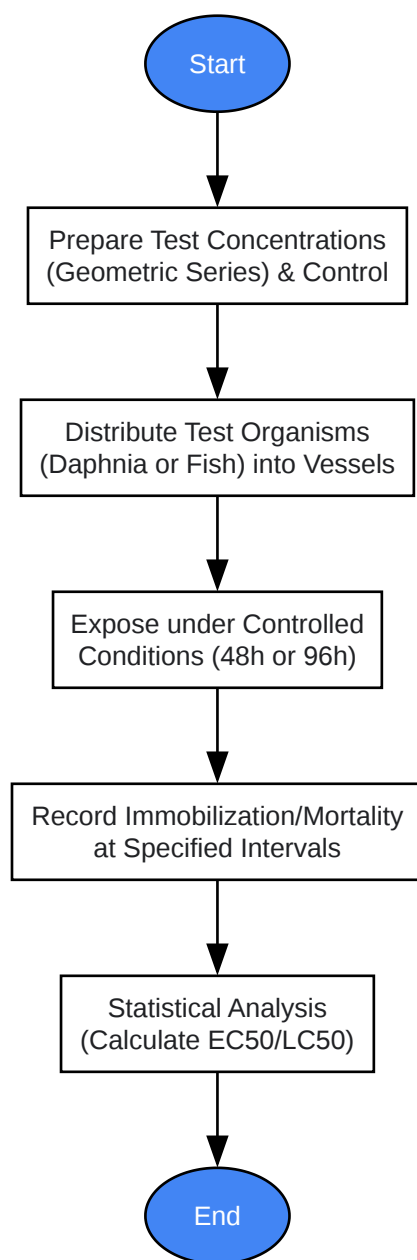 Start
Prepare Test Concentrations
(Geometric Series) & Control
Distribute Test Organisms
(Daphnia or Fish) into Vessels
Expose under Controlled
Conditions (48h or 96h)
Record Immobilization/Mortality
at Specified Intervals
Statistical Analysis
(Calculate EC50/LC50)
End